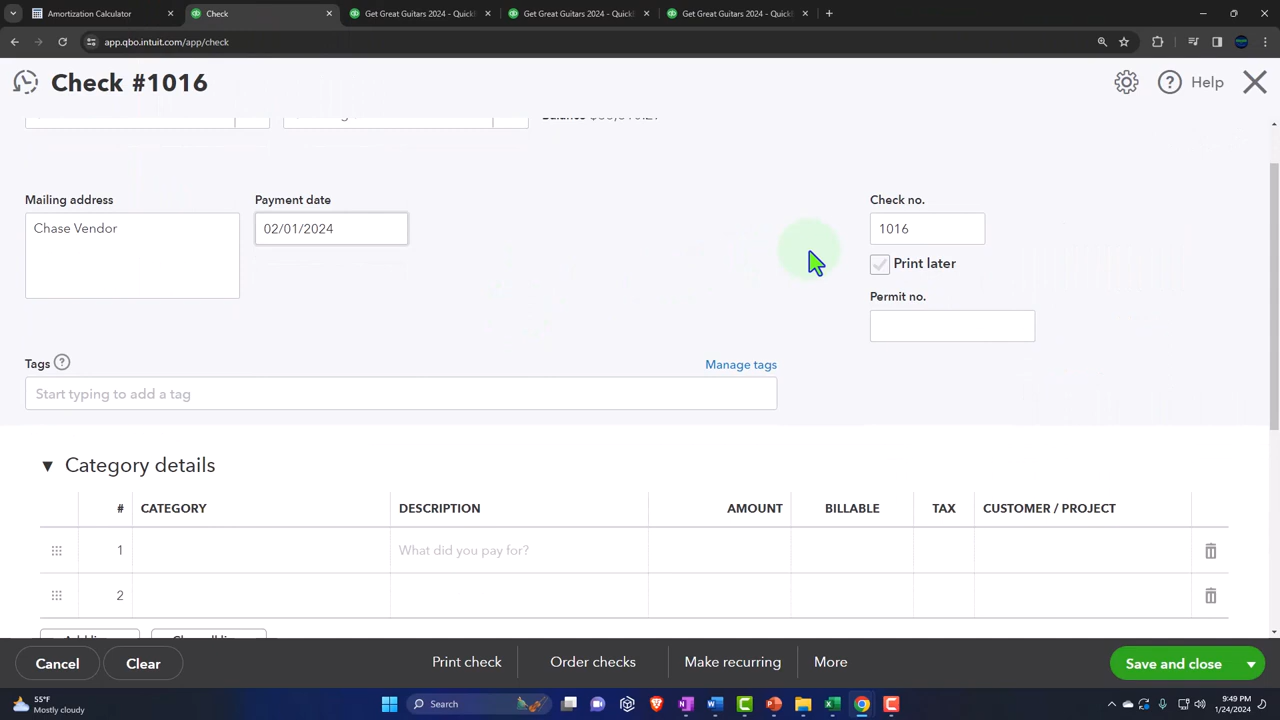 Amortization Calculator
Check
Get Great Guitars 2024 - Quick
Get Great Guitars 2024 - Quick
Get Great Guitars 2024 - Quick
app.qbo.intuit.com/app/check
Check #1016
Help
Mailing address
Payment date
Check no.
Chase Vendor
02/01/2024
1016
Print later
Permit no.
Tags
Manage tags
Start typing to add a tag
Category details
# CATEGORY DESCRIPTION AMOUNT BILLABLE TAX CUSTOMER / PROJECT
1 What did you pay for?
2
Cancel
Clear
Print check
Order checks
Make recurring
More
Save and close
55°F
Mostly cloudy
Search
9:49 PM
1/24/2024